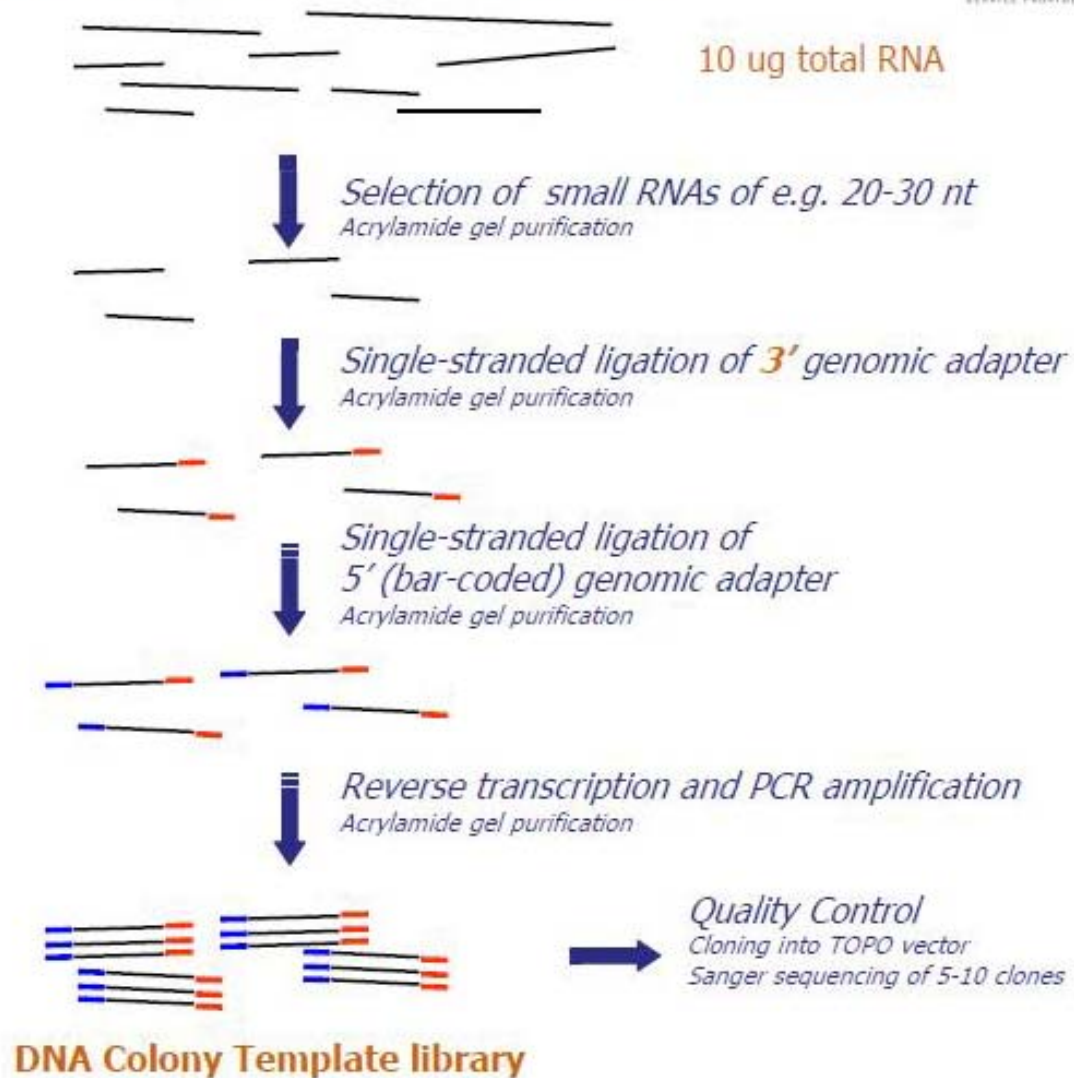 10 ug total RNA
Selection of small RNAs of e.g. 20-30 nt
Acrylamide gel purification
Single-stranded ligation of 3’ genomic adapter
Acrylamide gel purification
Single-stranded ligation of
5’ (bar-coded) genomic adapter
Acrylamide gel purification
Reverse transcription and PCR amplification
Acrylamide gel purification
Quality Control
Cloning into TOPO vector
Sanger sequencing of 5-10 clones
DNA Colony Template library